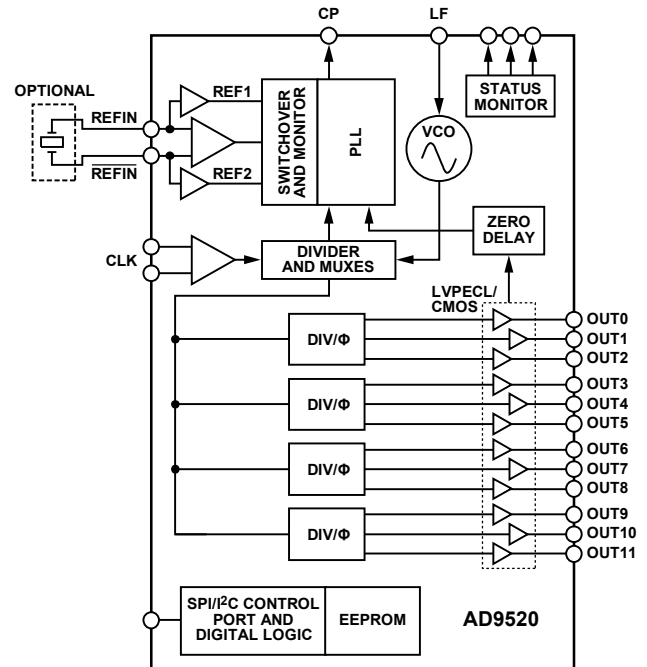 CP
LF
OPTIONAL
REFIN
REFIN
REF1
REF2
SWITCHOVER
AND MONITOR
PLL
VCO
STATUS
MONITOR
ZERO
DELAY
CLK
DIVIDER
AND MUXES
LVPECL/
CMOS
DIV/Φ
OUT0
OUT1
OUT2
DIV/Φ
OUT3
OUT4
OUT5
DIV/Φ
OUT6
OUT7
OUT8
DIV/Φ
OUT9
OUT10
OUT11
SPI/I²C CONTROL
PORT AND
DIGITAL LOGIC
EEPROM
AD9520